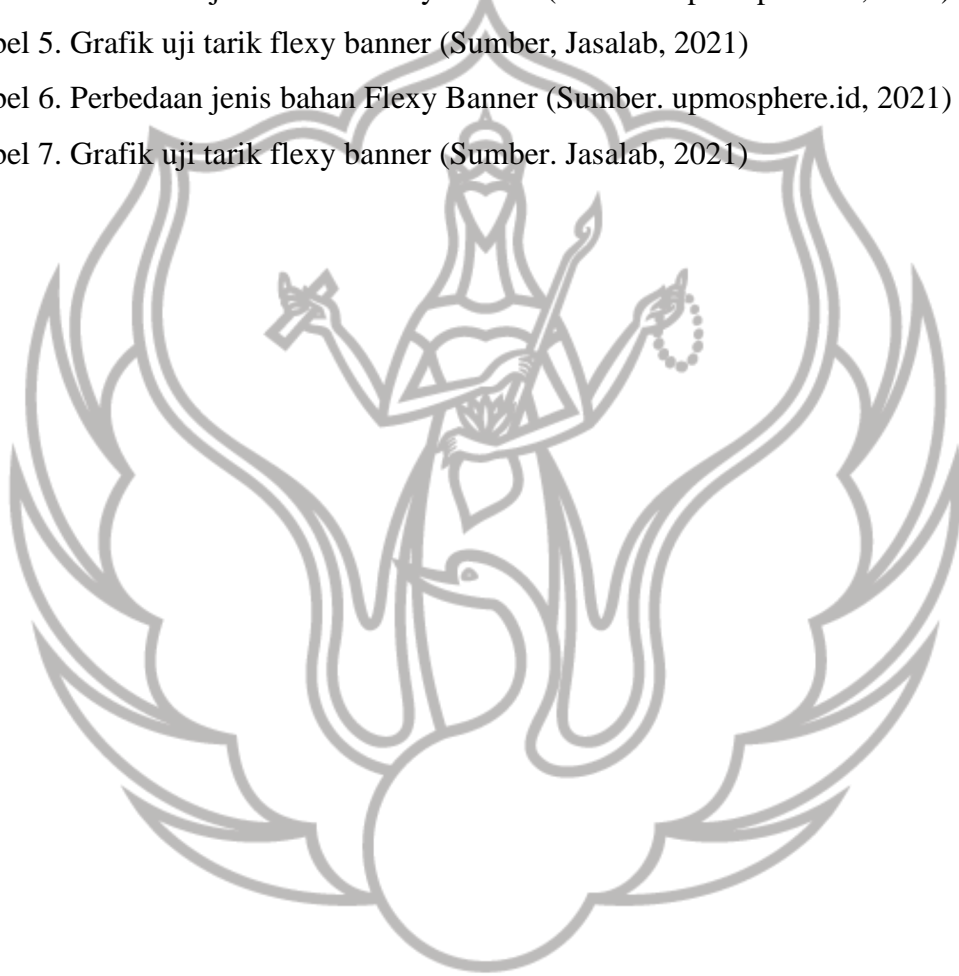 bel 5. Grafik uji tarik flexy banner (Sumber, Jasalab, 2021)
bel 6. Perbedaan jenis bahan Flexy Banner (Sumber. upmosphere.id, 2021)
bel 7. Grafik uji tarik flexy banner (Sumber. Jasalab, 2021)